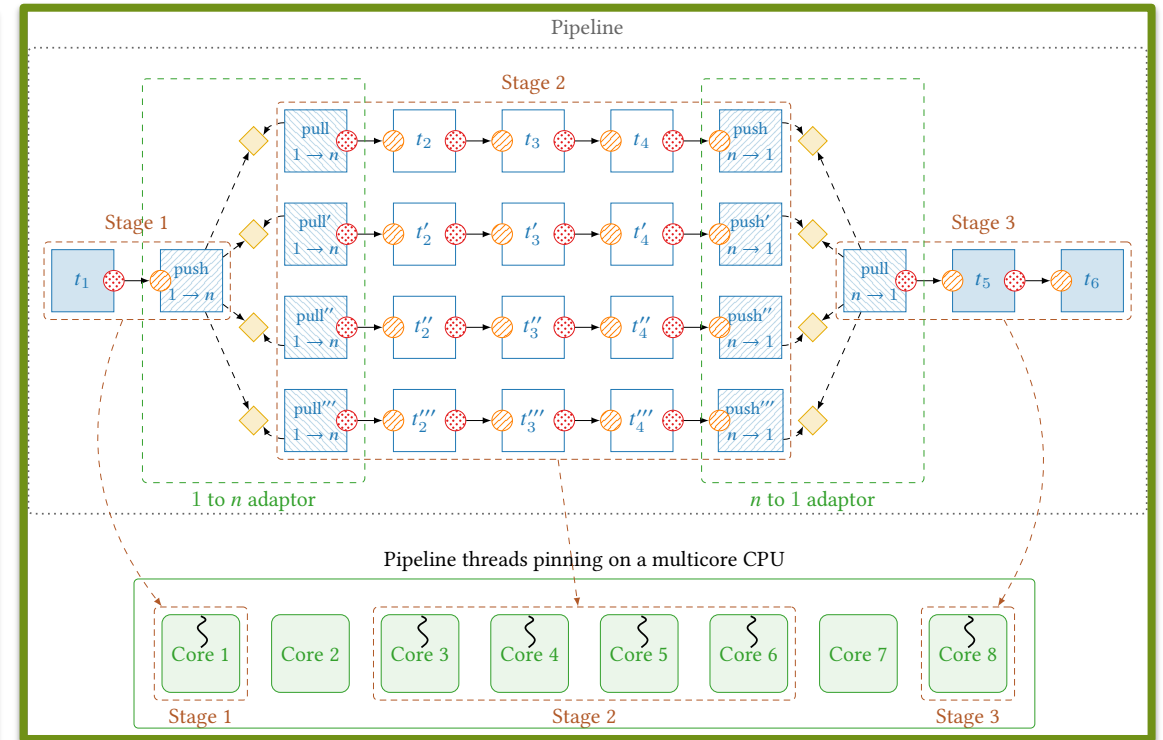 Pipeline
Stage 2
pull
1 → n
t₂
t₃
t₄
push
n → 1
Stage 1
Stage 3
pull′
1 → n
t′₂
t′₃
t′₄
push′
n → 1
t₁
push
1 → n
pull
n → 1
t₅
t₆
pull′′
1 → n
t′′₂
t′′₃
t′′₄
push′′
n → 1
pull′′′
1 → n
t′′′₂
t′′′₃
t′′′₄
push′′′
n → 1
1 to n adaptor
n to 1 adaptor
Pipeline threads pinning on a multicore CPU
Core 1
Core 2
Core 3
Core 4
Core 5
Core 6
Core 7
Core 8
Stage 1
Stage 2
Stage 3